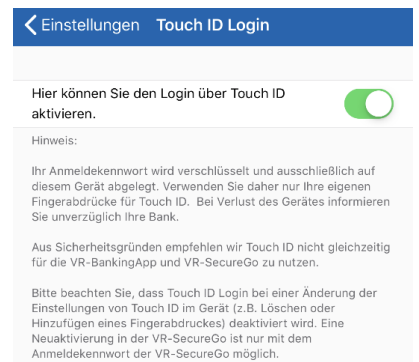 Einstellungen Touch ID Login
Hier können Sie den Login über Touch ID
aktivieren.
Hinweis:
Ihr Anmeldekennwort wird verschlüsselt und ausschließlich auf
diesem Gerät abgelegt. Verwenden Sie daher nur Ihre eigenen
Fingerabdrücke für Touch ID. Bei Verlust des Gerätes informieren
Sie unverzüglich Ihre Bank.
Aus Sicherheitsgründen empfehlen wir Touch ID nicht gleichzeitig
für die VR-BankingApp und VR-SecureGo zu nutzen.
Bitte beachten Sie, dass Touch ID Login bei einer Änderung der
Einstellungen von Touch ID im Gerät (z.B. Löschen oder
Hinzufügen eines Fingerabdruckes) deaktiviert wird. Eine
Neuaktivierung in der VR-SecureGo ist nur mit dem
Anmeldekennwort der VR-SecureGo möglich.